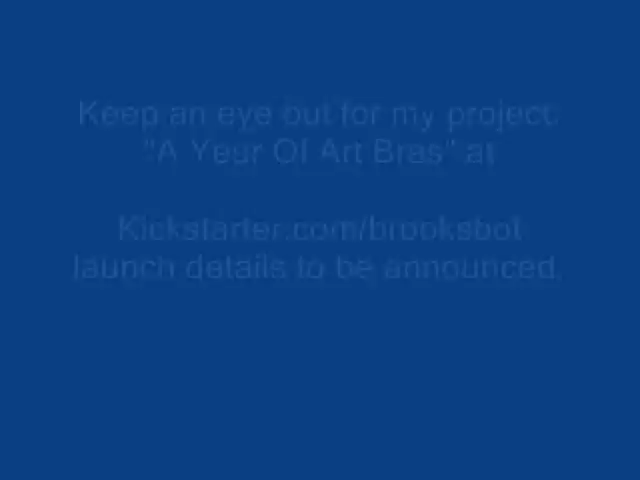 Keep an eye out for my project
"A Year Of Art Bras" at
Kickstarter.com/brooksbot
launch details to be announced.